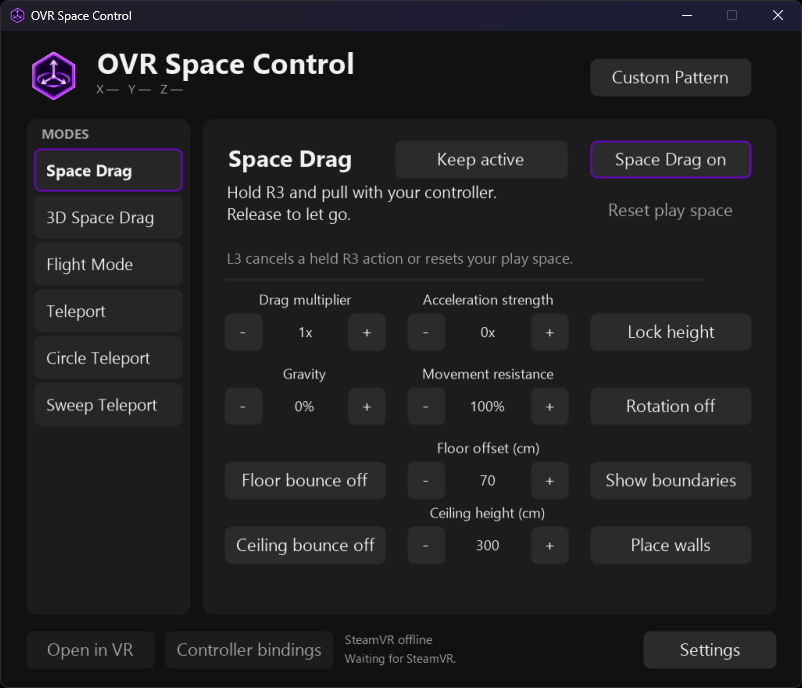 OVR Space Control
OVR Space Control
X — Y — Z —
Custom Pattern
MODES
Space Drag
3D Space Drag
Flight Mode
Teleport
Circle Teleport
Sweep Teleport
Space Drag
Keep active
Space Drag on
Hold R3 and pull with your controller.
Release to let go.
Reset play space
L3 cancels a held R3 action or resets your play space.
Drag multiplier
Acceleration strength
- 1x +
- 0x +
Lock height
Gravity
Movement resistance
- 0% +
- 100% +
Rotation off
Floor offset (cm)
Floor bounce off
- 70 +
Show boundaries
Ceiling height (cm)
Ceiling bounce off
- 300 +
Place walls
Open in VR
Controller bindings
SteamVR offline
Waiting for SteamVR.
Settings